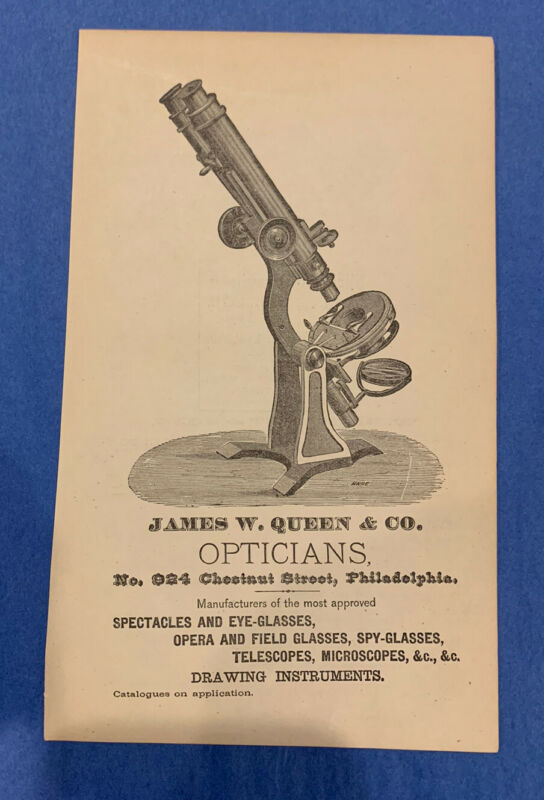 JAMES W. QUEEN & CO.
OPTICIANS,
No. 924 Chestnut Street, Philadelphia.
Manufacturers of the most approved
SPECTACLES AND EYE-GLASSES,
OPERA AND FIELD GLASSES, SPY-GLASSES,
TELESCOPES, MICROSCOPES, &c., &c.
DRAWING INSTRUMENTS.
Catalogues on application.